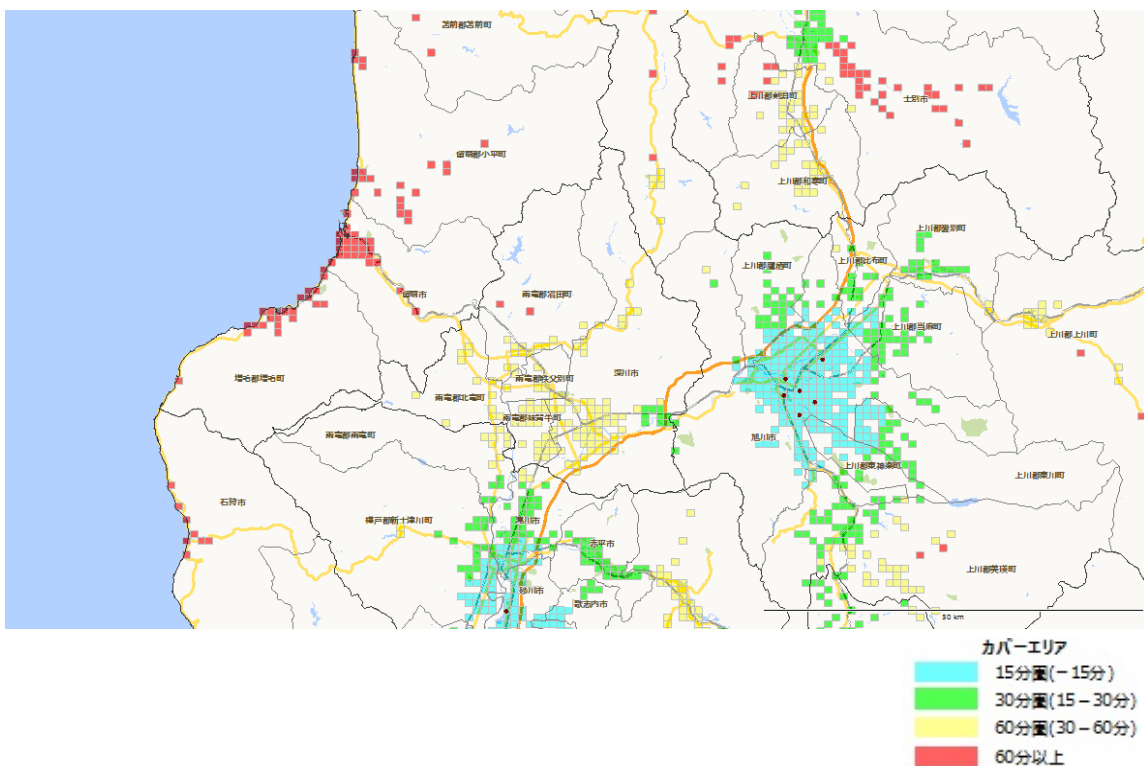 苫前郡苫前町
上川郡剣淵町
士別市
留萌郡小平町
上川郡和寒町
上川郡愛別町
上川郡比布町
上川郡鷹栖町
留萌市
雨竜郡沼田町
上川郡当麻町
上川郡上川町
増毛郡増毛町
雨竜郡秩父別町
深川市
雨竜郡北竜町
雨竜郡妹背牛町
雨竜郡雨竜町
旭川市
上川郡東神楽町
上川郡東川町
石狩市
樺戸郡新十津川町
滝川市
赤平市
上川郡美瑛町
砂川市
歌志内市
50 km
カバーエリア
15分圏(－15分)
30分圏(15－30分)
60分圏(30－60分)
60分以上